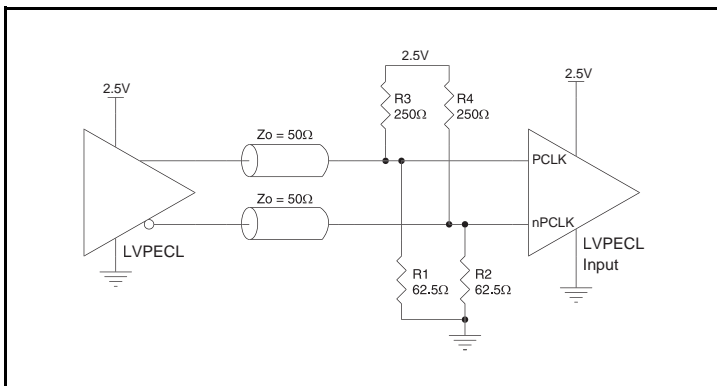 2.5V
2.5V
2.5V
R3
250Ω
R4
250Ω
Zo = 50Ω
PCLK
Zo = 50Ω
nPCLK
LVPECL
LVPECL
Input
R1
62.5Ω
R2
62.5Ω